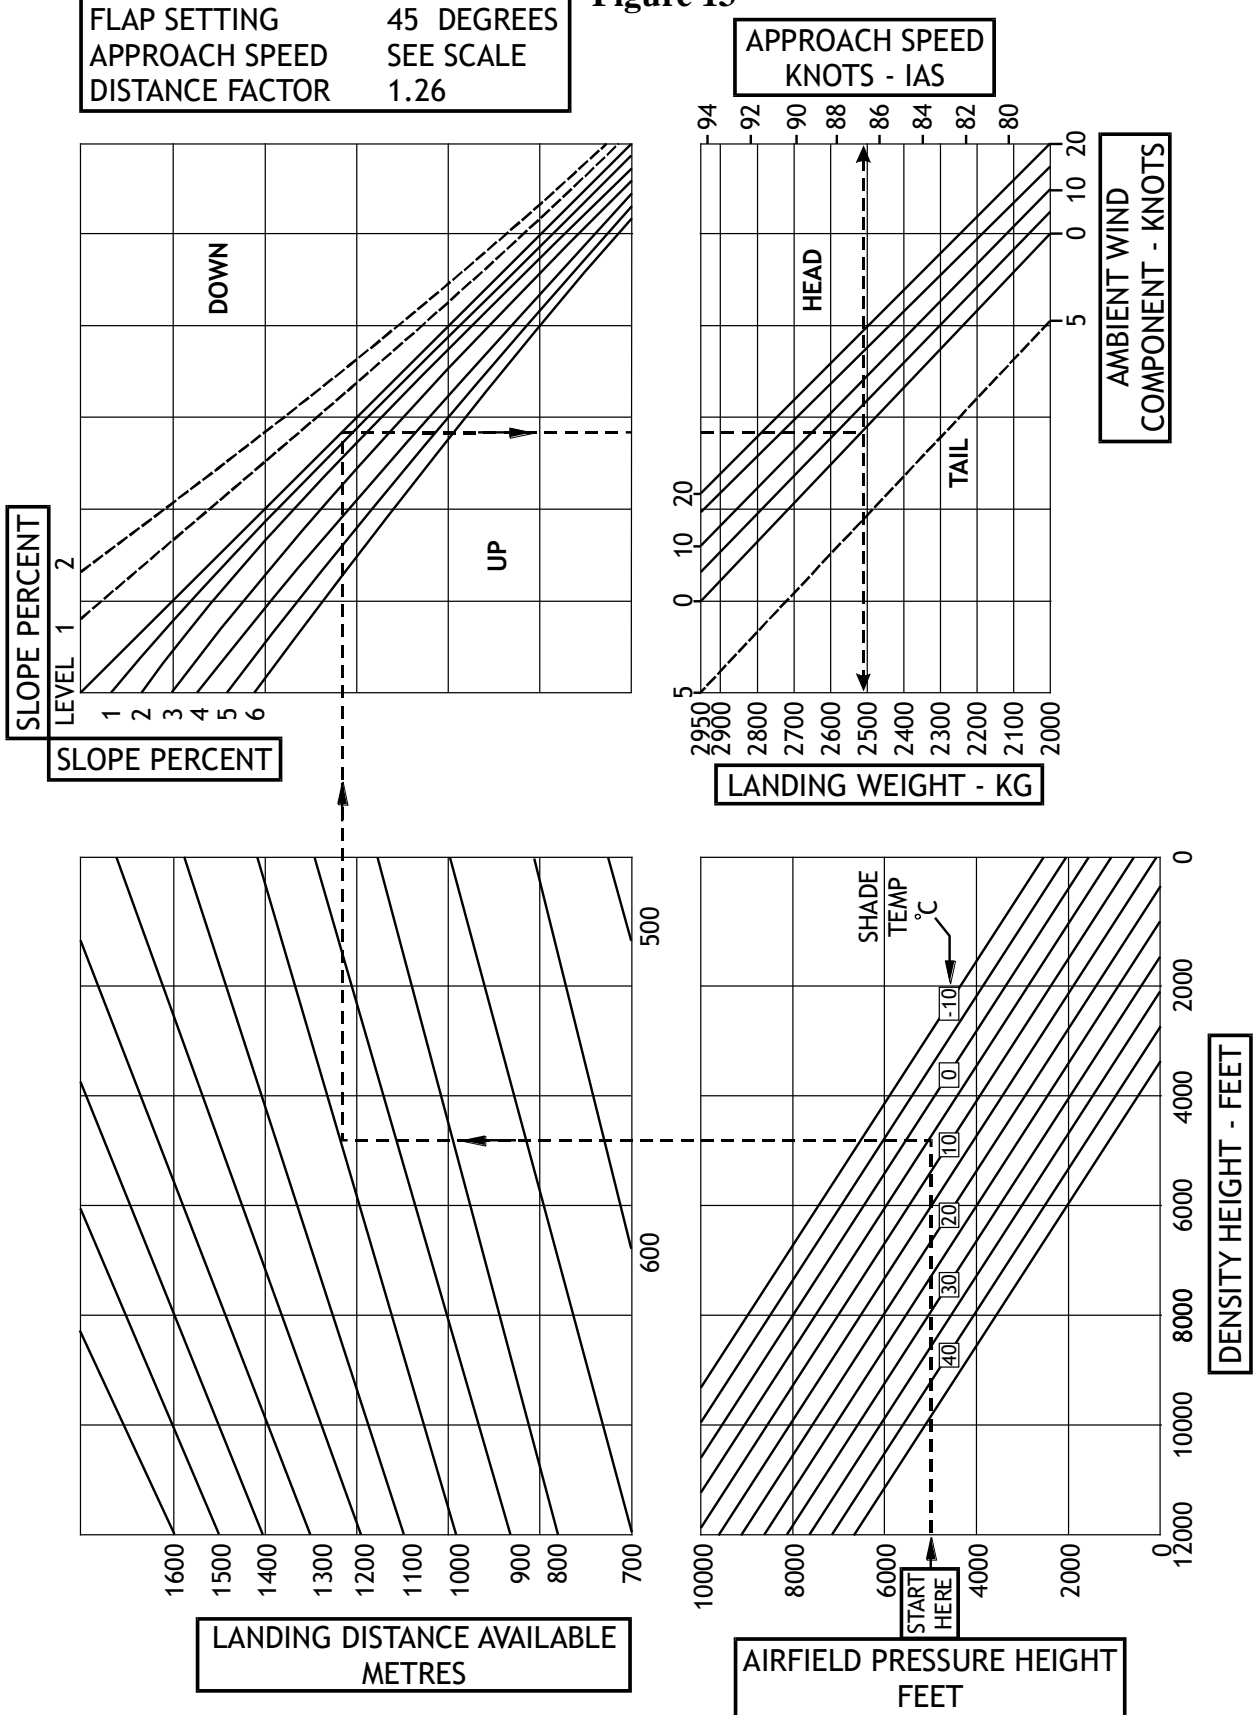 Figure 13
FLAP SETTING 45 DEGREES
APPROACH SPEED SEE SCALE
DISTANCE FACTOR 1.26
APPROACH SPEED
KNOTS - IAS
94 92 90 88 86 84 82 80
DOWN
UP
SLOPE PERCENT
LEVEL 1 2
1 2 3 4 5 6
SLOPE PERCENT
HEAD
TAIL
20 10 0 5
20 10 0 5
AMBIENT WIND
COMPONENT - KNOTS
2950 2900 2800 2700 2600 2500 2400 2300 2200 2100 2000
LANDING WEIGHT - KG
500
600
1600 1500 1400 1300 1200 1100 1000 900 800 700
LANDING DISTANCE AVAILABLE
METRES
SHADE
TEMP
°C
-10
0
10
20
30
40
0 2000 4000 6000 8000 10000 12000
DENSITY HEIGHT - FEET
10000 8000 6000 4000 2000 0
START
HERE
AIRFIELD PRESSURE HEIGHT
FEET